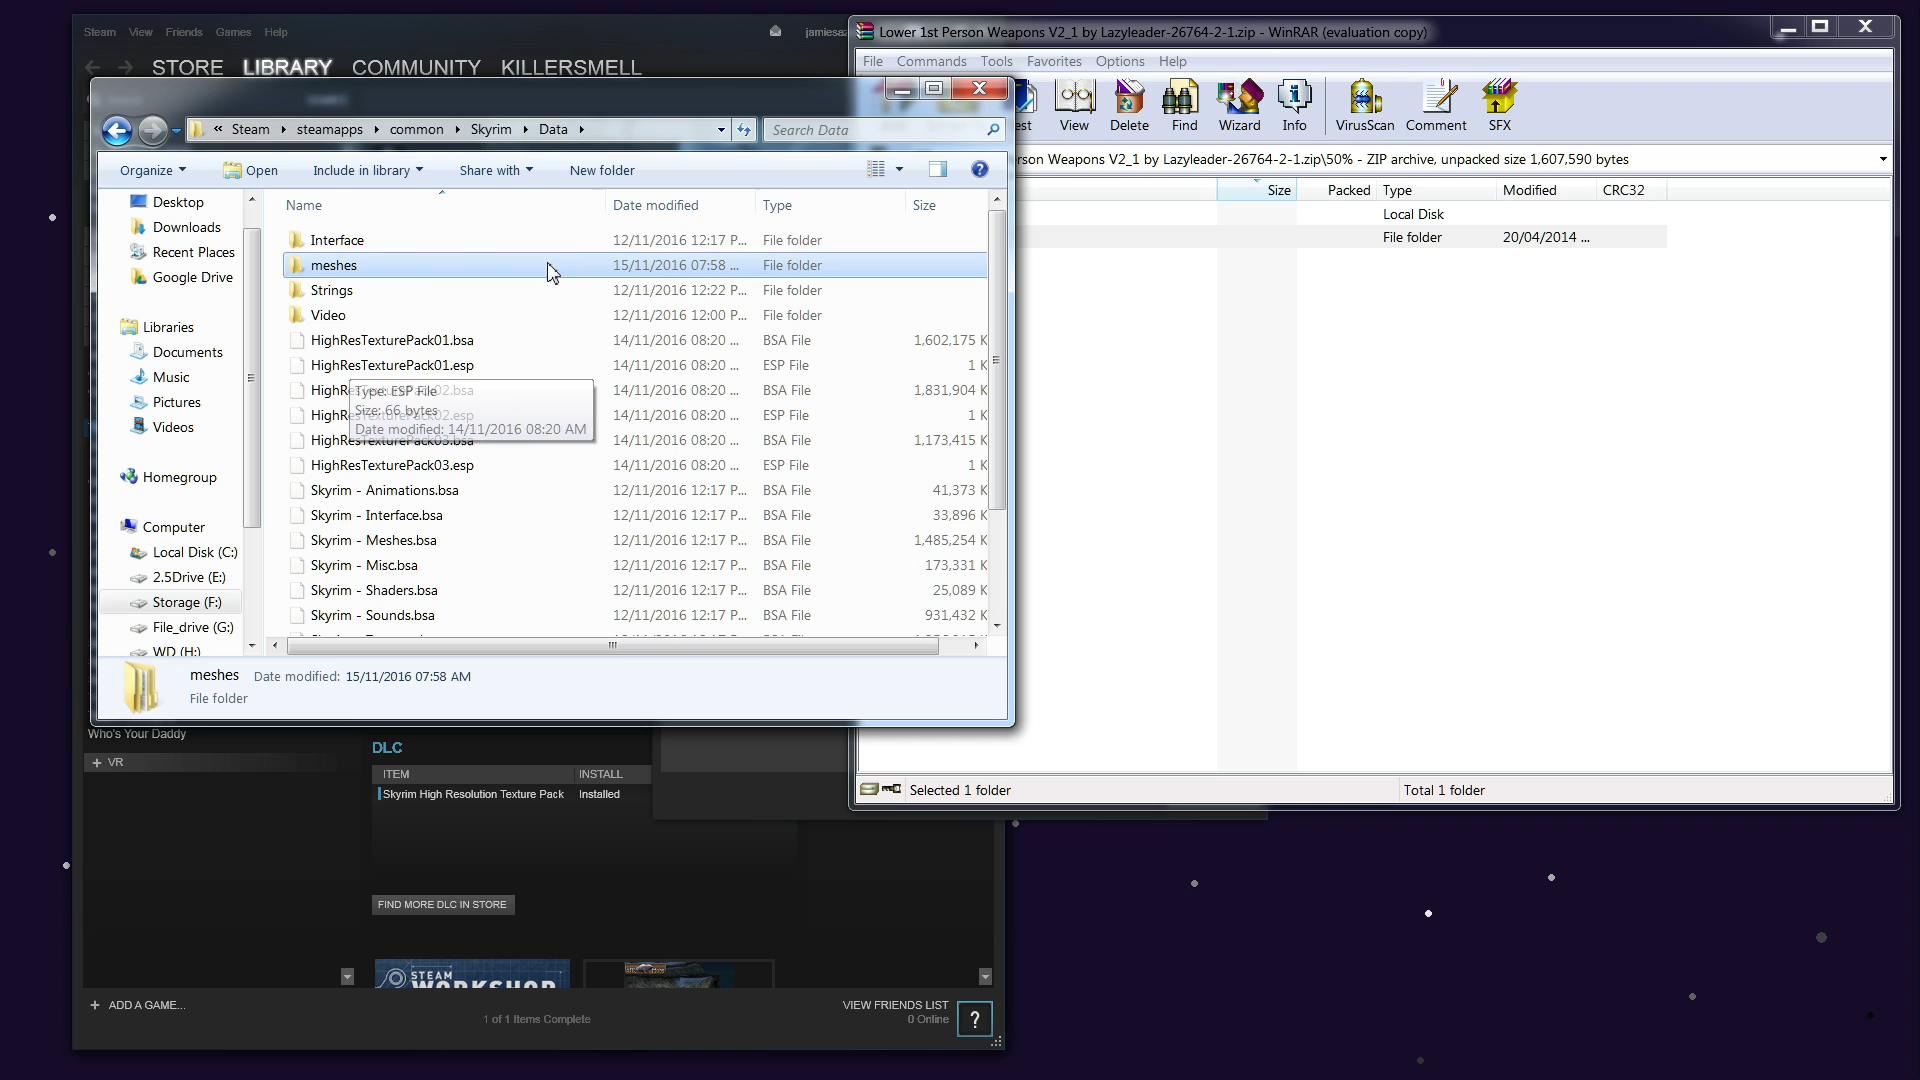 Steam View Friends Games Help
STORE LIBRARY COMMUNITY KILLERSMELL
Lower 1st Person Weapons V2_1 by Lazyleader-26764-2-1.zip - WinRAR (evaluation copy)
File Commands Tools Favorites Options Help
View Delete Find Wizard Info VirusScan Comment SFX
rson Weapons V2_1 by Lazyleader-26764-2-1.zip\50% - ZIP archive, unpacked size 1,607,590 bytes
Size Packed Type Modified CRC32
Local Disk
File folder 20/04/2014 ...
Selected 1 folder Total 1 folder
« Steam steamapps common Skyrim Data Search Data
Organize Open Include in library Share with New folder
Desktop
Downloads
Recent Places
Google Drive
Libraries
Documents
Music
Pictures
Videos
Homegroup
Computer
Local Disk (C:)
2.5Drive (E:)
Storage (F:)
File_drive (G:)
WD (H:)
Name Date modified Type Size
Interface 12/11/2016 12:17 P... File folder
meshes 15/11/2016 07:58 ... File folder
Strings 12/11/2016 12:22 P... File folder
Video 12/11/2016 12:00 P... File folder
HighResTexturePack01.bsa 14/11/2016 08:20 ... BSA File 1,602,175 K
HighResTexturePack01.esp 14/11/2016 08:20 ... ESP File 1 K
HighResTexturePack02.bsa 14/11/2016 08:20 ... BSA File 1,831,904 K
HighResTexturePack02.esp 14/11/2016 08:20 ... ESP File 1 K
HighResTexturePack03.bsa 14/11/2016 08:20 ... BSA File 1,173,415 K
HighResTexturePack03.esp 14/11/2016 08:20 ... ESP File 1 K
Skyrim - Animations.bsa 12/11/2016 12:17 P... BSA File 41,373 K
Skyrim - Interface.bsa 12/11/2016 12:17 P... BSA File 33,896 K
Skyrim - Meshes.bsa 12/11/2016 12:17 P... BSA File 1,485,254 K
Skyrim - Misc.bsa 12/11/2016 12:17 P... BSA File 173,331 K
Skyrim - Shaders.bsa 12/11/2016 12:17 P... BSA File 25,089 K
Skyrim - Sounds.bsa 12/11/2016 12:17 P... BSA File 931,432 K
Type: ESP File
Size: 66 bytes
Date modified: 14/11/2016 08:20 AM
meshes Date modified: 15/11/2016 07:58 AM
File folder
Who's Your Daddy
+ VR
DLC
ITEM INSTALL
Skyrim High Resolution Texture Pack Installed
FIND MORE DLC IN STORE
STEAM
WORKSHOP
+ ADD A GAME...
1 of 1 Items Complete
VIEW FRIENDS LIST
0 Online
?